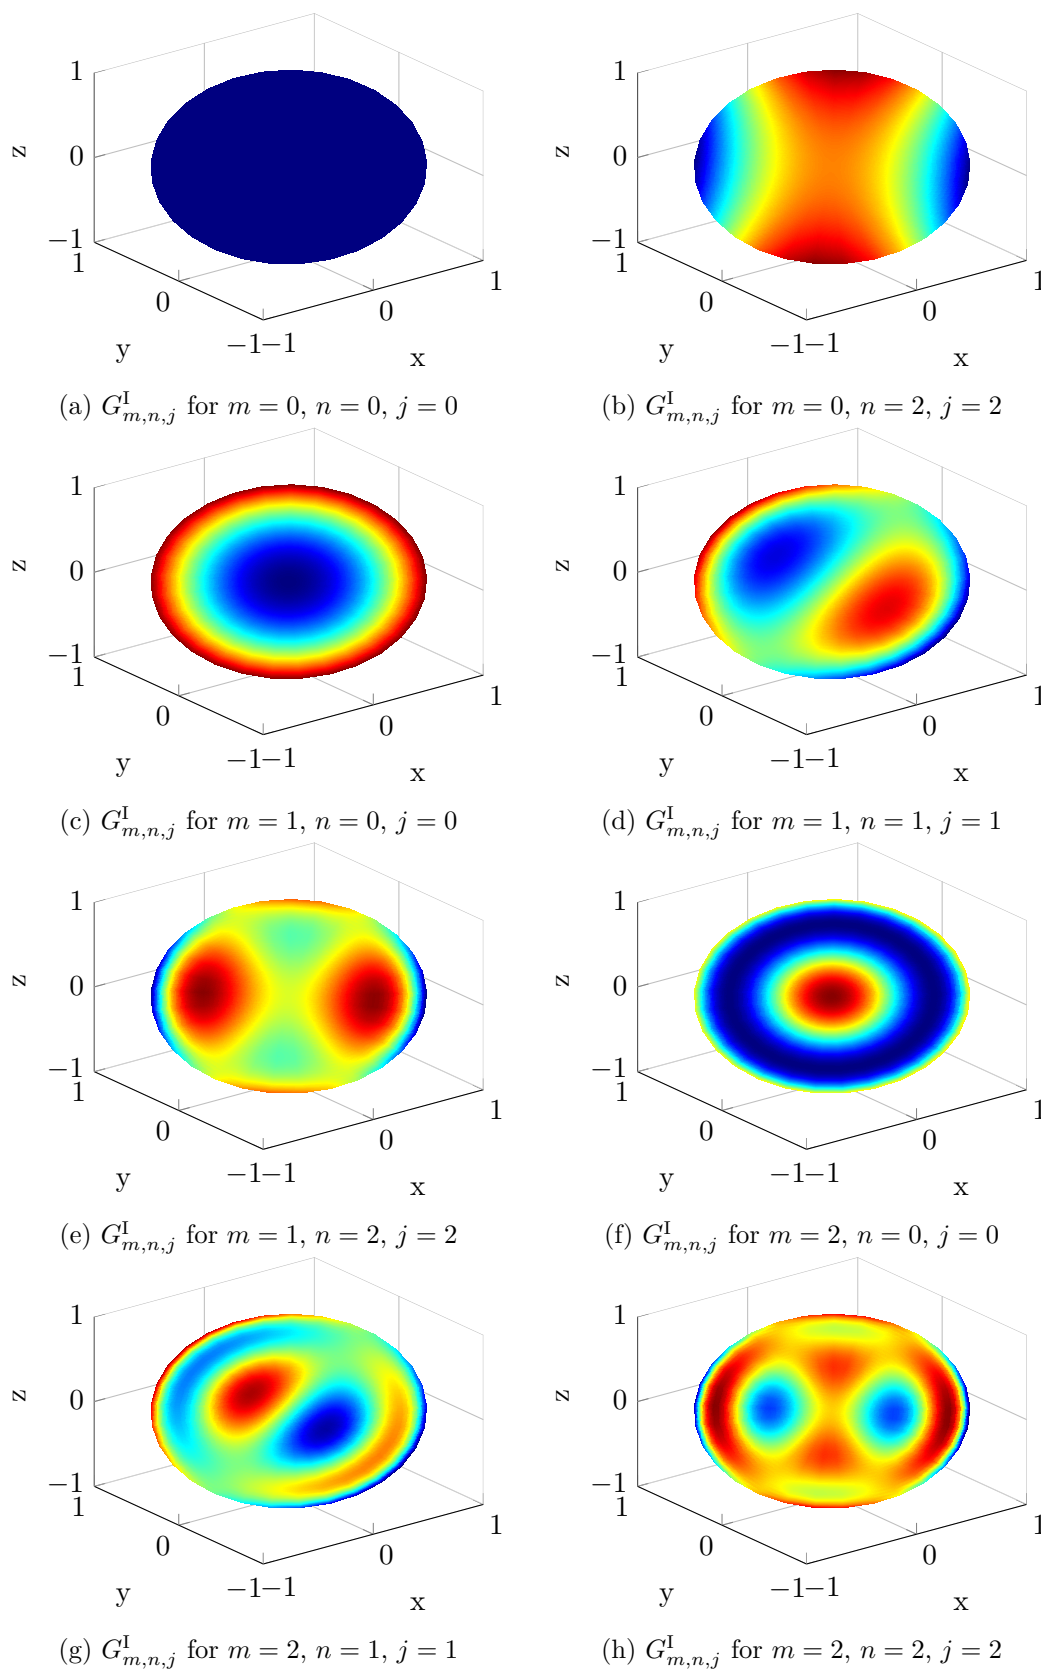 1
0
−1
z
1
0
−1
y
−1
0
1
x
1
0
−1
z
1
0
−1
y
−1
0
1
x
(a) G^I_{m,n,j} for m = 0, n = 0, j = 0
(b) G^I_{m,n,j} for m = 0, n = 2, j = 2
1
0
−1
z
1
0
−1
y
−1
0
1
x
1
0
−1
z
1
0
−1
y
−1
0
1
x
(c) G^I_{m,n,j} for m = 1, n = 0, j = 0
(d) G^I_{m,n,j} for m = 1, n = 1, j = 1
1
0
−1
z
1
0
−1
y
−1
0
1
x
1
0
−1
z
1
0
−1
y
−1
0
1
x
(e) G^I_{m,n,j} for m = 1, n = 2, j = 2
(f) G^I_{m,n,j} for m = 2, n = 0, j = 0
1
0
−1
z
1
0
−1
y
−1
0
1
x
1
0
−1
z
1
0
−1
y
−1
0
1
x
(g) G^I_{m,n,j} for m = 2, n = 1, j = 1
(h) G^I_{m,n,j} for m = 2, n = 2, j = 2